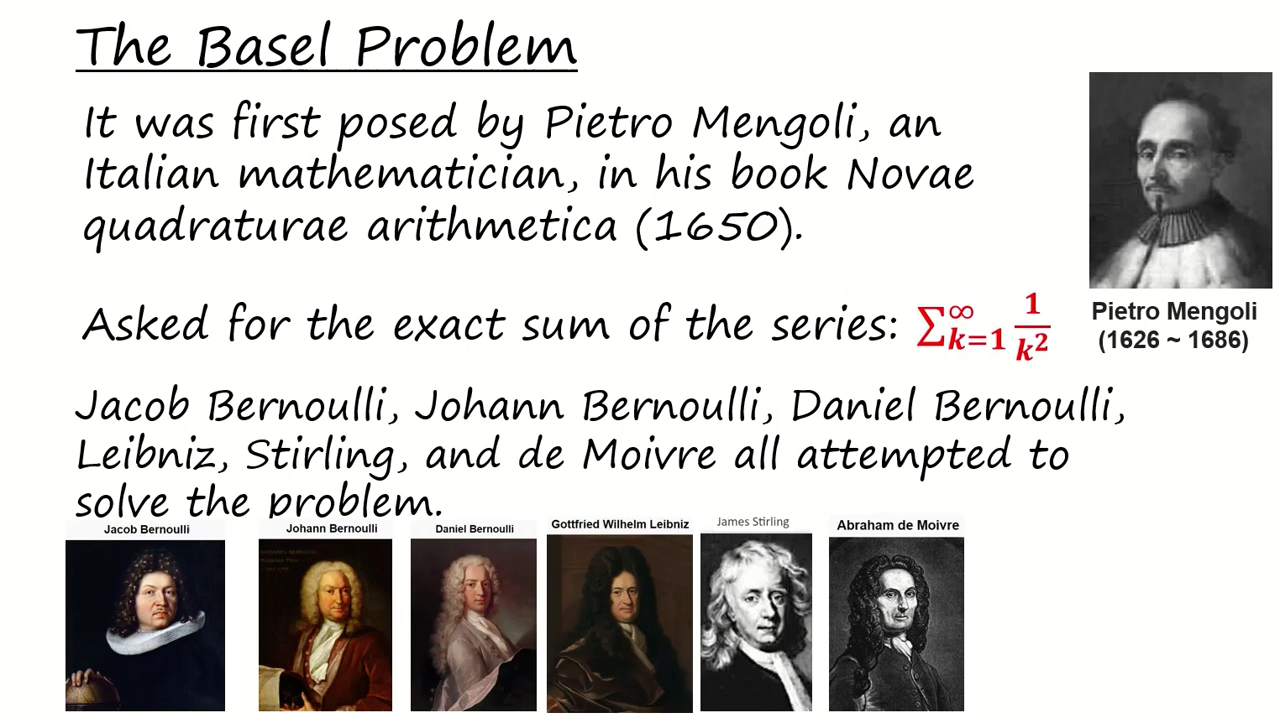 The Basel Problem
It was first posed by Pietro Mengoli, an
Italian mathematician, in his book Novae
quadraturae arithmetica (1650).
Pietro Mengoli
(1626 ~ 1686)
Asked for the exact sum of the series: ∑_{k=1}^{∞} 1/k²
Jacob Bernoulli, Johann Bernoulli, Daniel Bernoulli,
Leibniz, Stirling, and de Moivre all attempted to
solve the problem.
Jacob Bernoulli
Johann Bernoulli
Daniel Bernoulli
Gottfried Wilhelm Leibniz
James Stirling
Abraham de Moivre